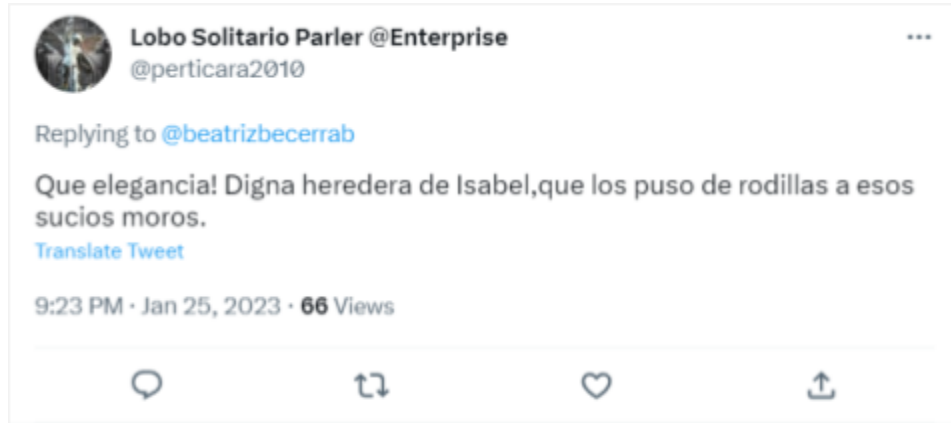 Lobo Solitario Parler @Enterprise
@perticara2010
Replying to @beatrizbecerrab
Que elegancia! Digna heredera de Isabel,que los puso de rodillas a esos
sucios moros.
Translate Tweet
9:23 PM · Jan 25, 2023 · 66 Views